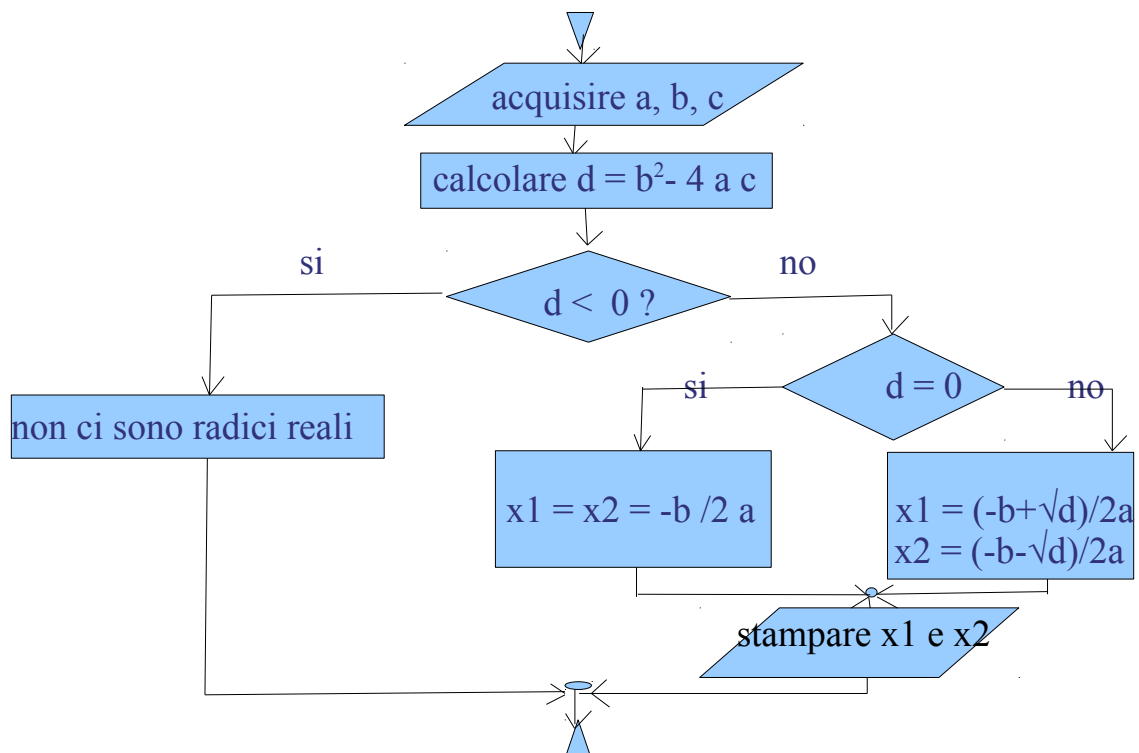 acquisire a, b, c
calcolare d = b²- 4 a c
si
no
d < 0 ?
si
d = 0
no
non ci sono radici reali
x1 = x2 = -b /2 a
x1 = (-b+√d)/2a
x2 = (-b-√d)/2a
stampare x1 e x2